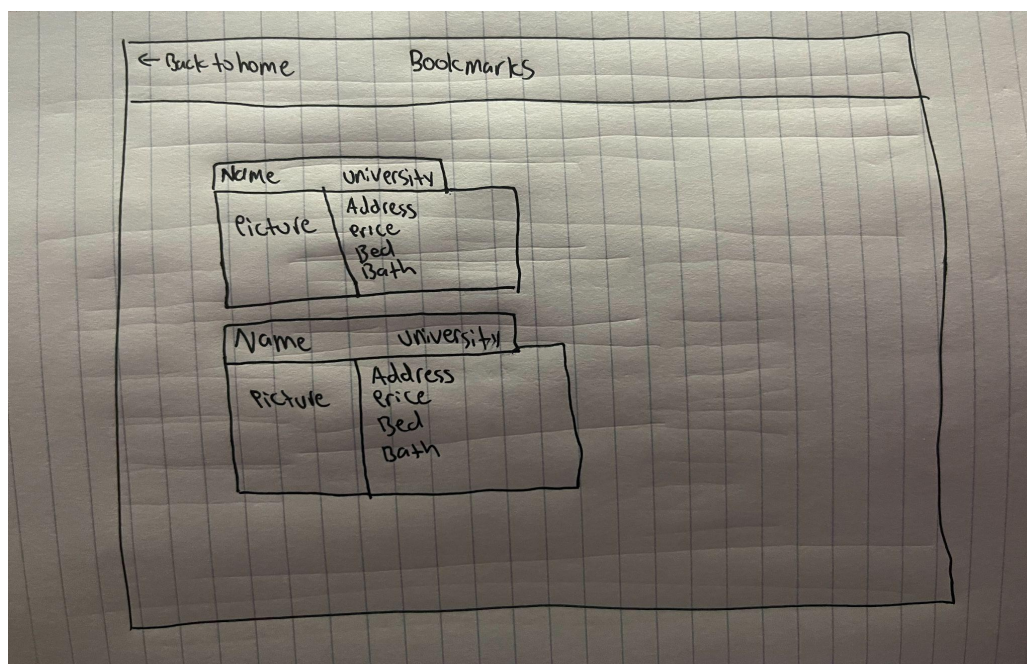 ← Back to home Bookmarks
Name university
Picture
Address
Price
Bed
Bath
Name University
Picture
Address
Price
Bed
Bath